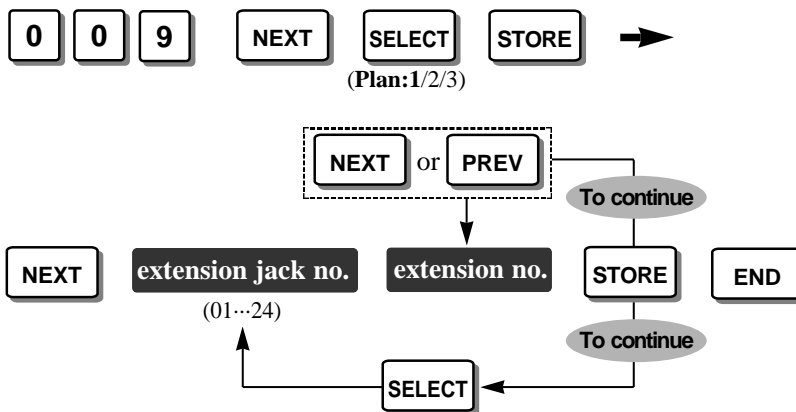 0 0 9 NEXT SELECT STORE
(Plan:1/2/3)
NEXT or PREV
To continue
NEXT extension jack no. extension no. STORE END
(01···24)
To continue
SELECT